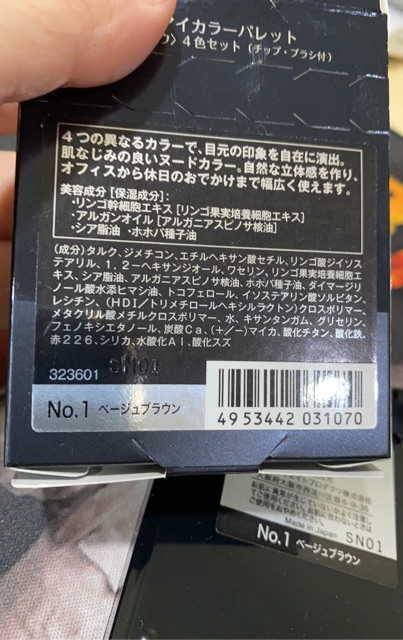 アイカラーパレット
4色セット(チップ・ブラシ付)
4つの異なるカラーで、目元の印象を自在に演出。
肌なじみの良いヌードカラー。自然な立体感を作り、
オフィスから休日のおでかけまで幅広く使えます。
美容成分[保湿成分]:
・リンゴ幹細胞エキス[リンゴ果実培養細胞エキス]
・アルガンオイル[アルガニアスピノサ核油]
・シア脂油 ・ホホバ種子油
〈成分〉タルク、ジメチコン、エチルヘキサン酸セチル、リンゴ酸ジイソス
テアリル、1,2-ヘキサンジオール、ワセリン、リンゴ果実培養細胞エ
キス、シア脂油、アルガニアスピノサ核油、ホホバ種子油、ダイマージリ
ノール酸水添ヒマシ油、トコフェロール、イソステアリン酸ソルビタン、
レシチン、(HDI/トリメチロールヘキシルラクトン)クロスポリマー、
メタクリル酸メチルクロスポリマー、水、キサンタンガム、グリセリン、
フェノキシエタノール、炭酸Ca、(+/-)マイカ、酸化チタン、酸化鉄、
赤226、シリカ、水酸化Al、酸化スズ
323601 SN01
No.1 ベージュブラウン
4 953442 031070
Made in Japan
SN01
No.1 ベージュブラウン